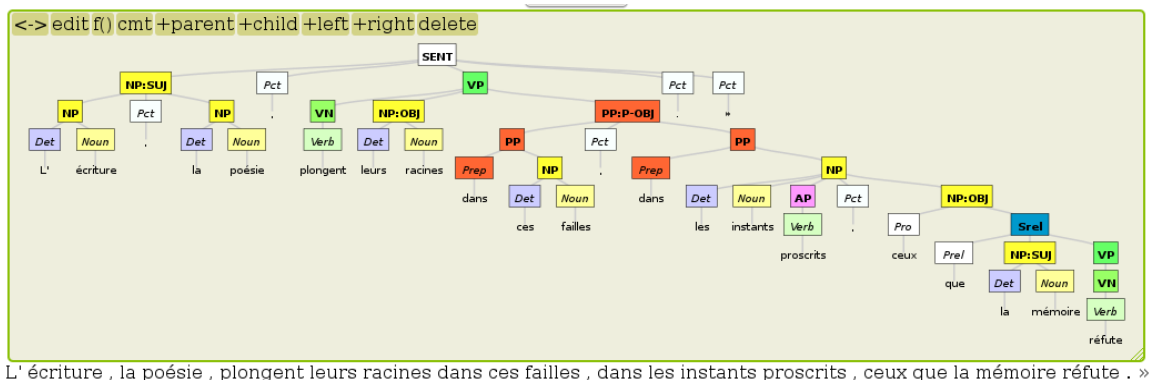 <-> edit f() cmt +parent +child +left +right delete
SENT
NP:SUJ Pct VP Pct Pct
NP Pct NP , VN NP:OBJ PP:P-OBJ . »
Det Noun , Det Noun Verb Det Noun PP Pct PP
L' écriture la poésie plongent leurs racines Prep NP , Prep NP
dans Det Noun dans Det Noun AP Pct NP:OBJ
ces failles les instants Verb , Pro Srel
proscrits ceux Prel NP:SUJ VP
que Det Noun VN
la mémoire Verb
réfute
L' écriture , la poésie , plongent leurs racines dans ces failles , dans les instants proscrits , ceux que la mémoire réfute . »